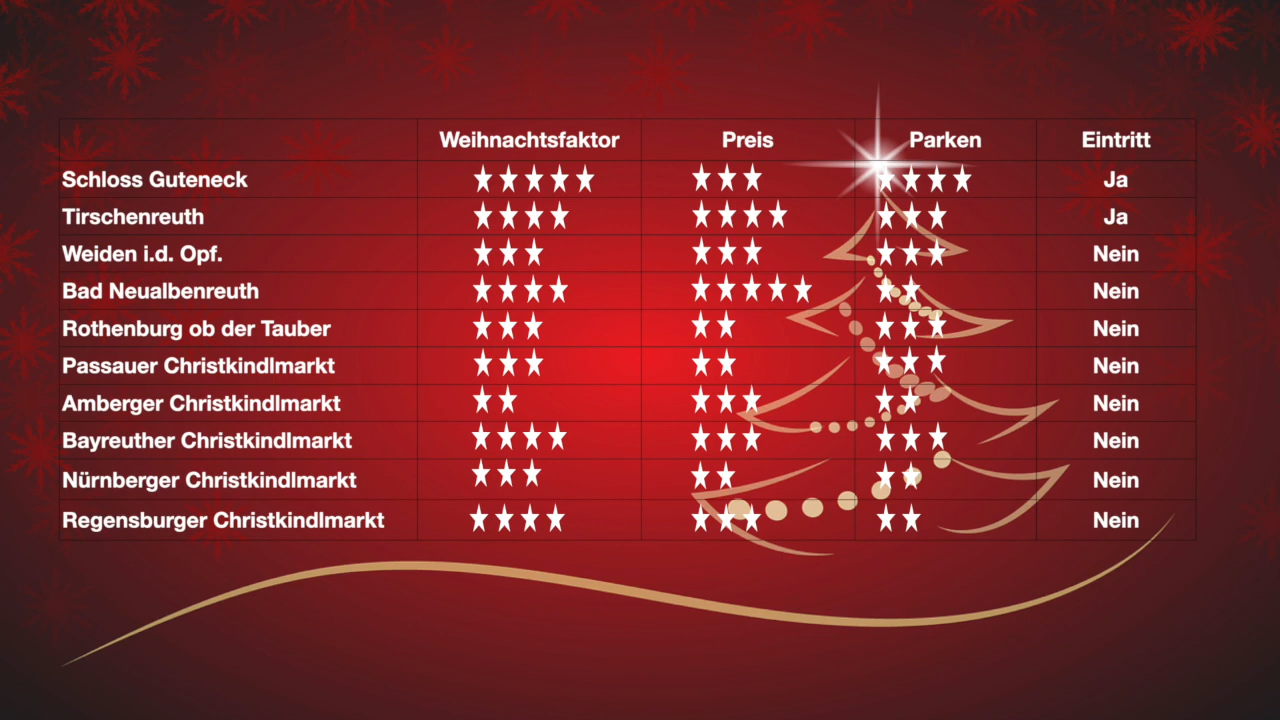 Weihnachtsfaktor Preis Parken Eintritt
Schloss Guteneck ★★★★★ ★★★ ★★★★ Ja
Tirschenreuth ★★★★ ★★★★ ★★★ Ja
Weiden i.d. Opf. ★★★ ★★★ ★★★ Nein
Bad Neualbenreuth ★★★★ ★★★★★ ★★ Nein
Rothenburg ob der Tauber ★★★ ★★ ★★★ Nein
Passauer Christkindlmarkt ★★★ ★★ ★★★ Nein
Amberger Christkindlmarkt ★★ ★★★ ★★ Nein
Bayreuther Christkindlmarkt ★★★★ ★★★ ★★★ Nein
Nürnberger Christkindlmarkt ★★★ ★★ ★★ Nein
Regensburger Christkindlmarkt ★★★★ ★★★ ★★ Nein